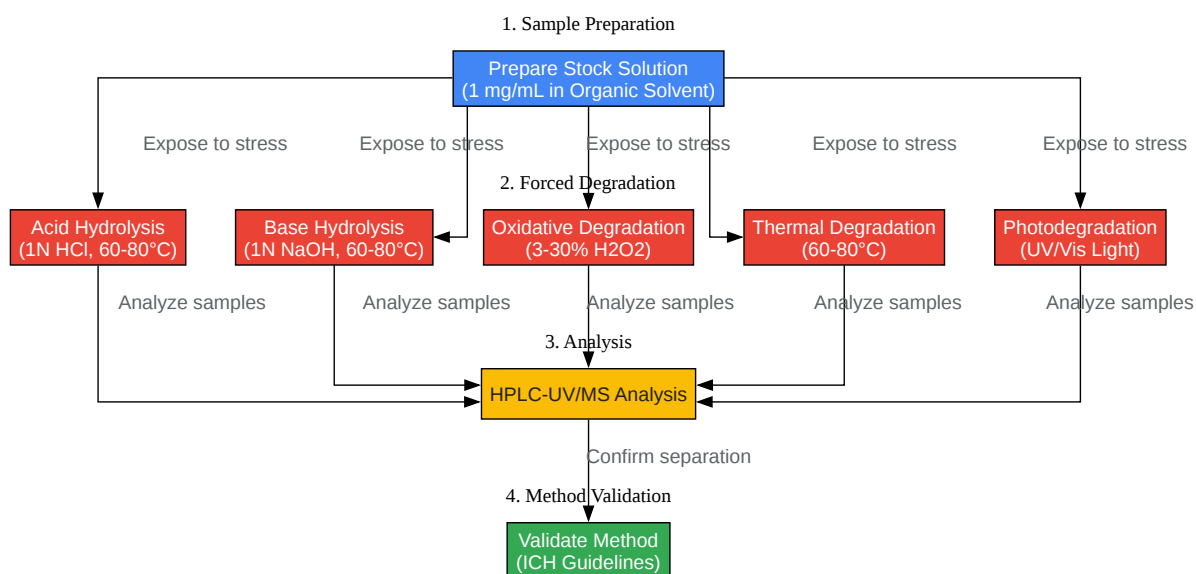 1. Sample Preparation
Prepare Stock Solution
(1 mg/mL in Organic Solvent)
Expose to stress
Expose to stress
Expose to stress
Expose to stress
Expose to stress
2. Forced Degradation
Acid Hydrolysis
(1N HCl, 60-80°C)
Base Hydrolysis
(1N NaOH, 60-80°C)
Oxidative Degradation
(3-30% H2O2)
Thermal Degradation
(60-80°C)
Photodegradation
(UV/Vis Light)
Analyze samples
Analyze samples
Analyze samples
Analyze samples
Analyze samples
3. Analysis
HPLC-UV/MS Analysis
Confirm separation
4. Method Validation
Validate Method
(ICH Guidelines)